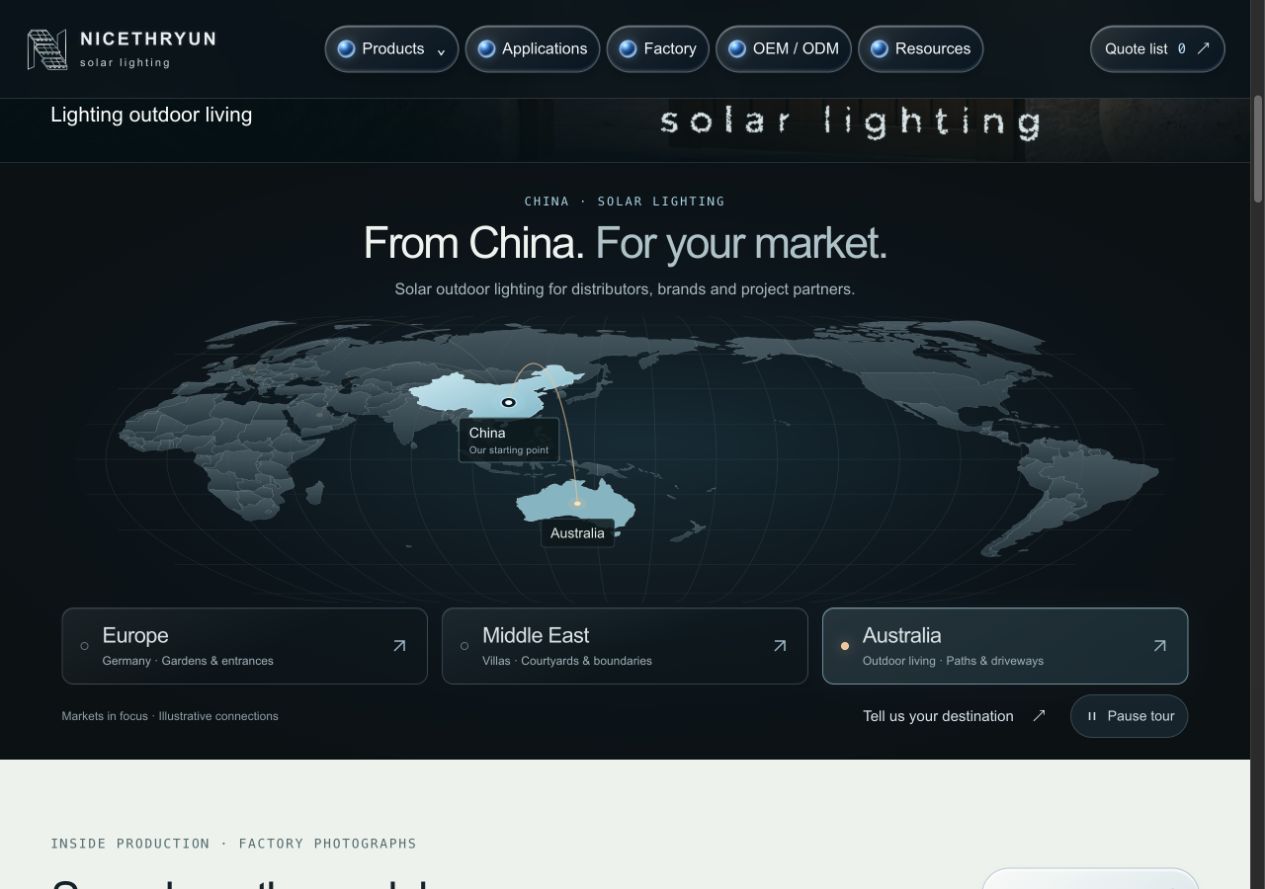 NICETHRYUN
solar lighting
Products
Applications
Factory
OEM / ODM
Resources
Quote list 0 ↗
Lighting outdoor living
solar lighting
CHINA · SOLAR LIGHTING
From China. For your market.
Solar outdoor lighting for distributors, brands and project partners.
China
Our starting point
Australia
Europe
Germany · Gardens & entrances
Middle East
Villas · Courtyards & boundaries
Australia
Outdoor living · Paths & driveways
Markets in focus · Illustrative connections
Tell us your destination ↗
Pause tour
INSIDE PRODUCTION · FACTORY PHOTOGRAPHS